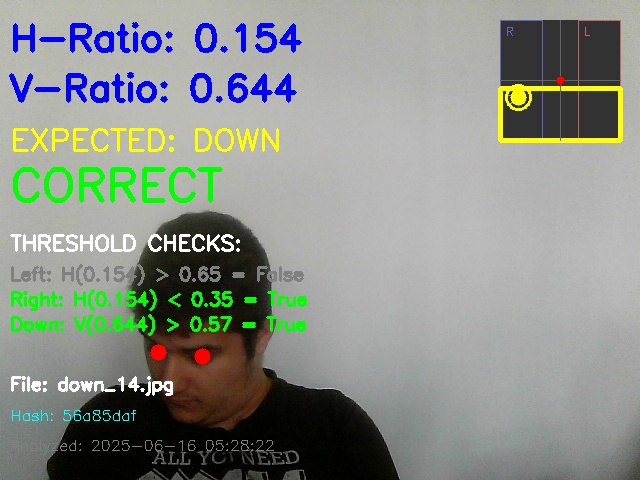 H-Ratio: 0.154
V-Ratio: 0.644
R
L
EXPECTED: DOWN
CORRECT
THRESHOLD CHECKS:
Left: H(0.154) > 0.65 = False
Right: H(0.154) < 0.35 = True
Down: V(0.644) > 0.57 = True
File: down_14.jpg
Hash: 56a85daf
Analyzed: 2025-06-16 05:28:22
ALL YOU NEED